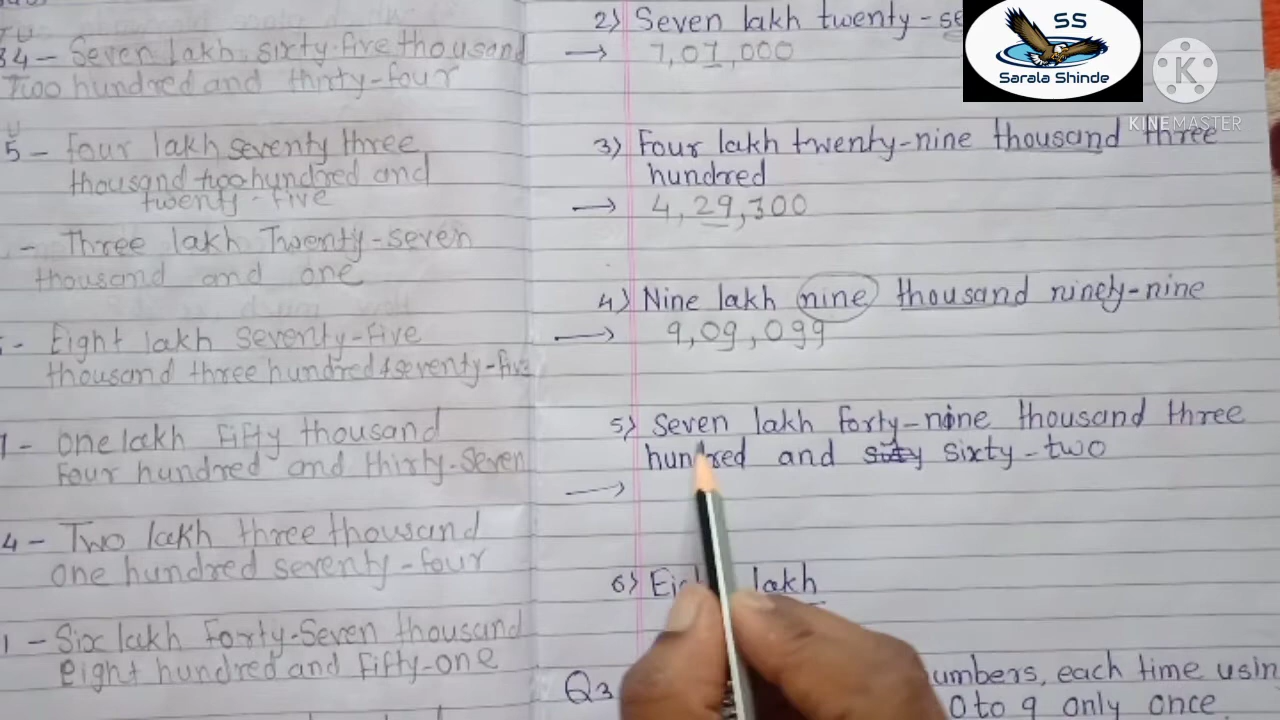 34 - Seven lakh sixty-five thousand
two hundred and thirty-four
5 - four lakh seventy three
thousand two hundred and
twenty-five
- Three lakh Twenty-seven
thousand and one
- Eight lakh seventy-five
thousand three hundred & seventy-five
1 - one lakh fifty thousand
four hundred and thirty-seven
4 - Two lakh three thousand
one hundred seventy-four
1 - Six lakh forty-seven thousand
eight hundred and fifty-one
2) Seven lakh twenty-se
→ 7,07,000
3) Four lakh twenty-nine thousand three
hundred
→ 4,29,300
4) Nine lakh nine thousand ninety-nine
→ 9,09,099
5) Seven lakh forty-nine thousand three
hundred and sixty-two
→
6) lakh
Q3 umbers, each time usin
0 to 9 only once
SS
Sarala Shinde
K
KINEMASTER